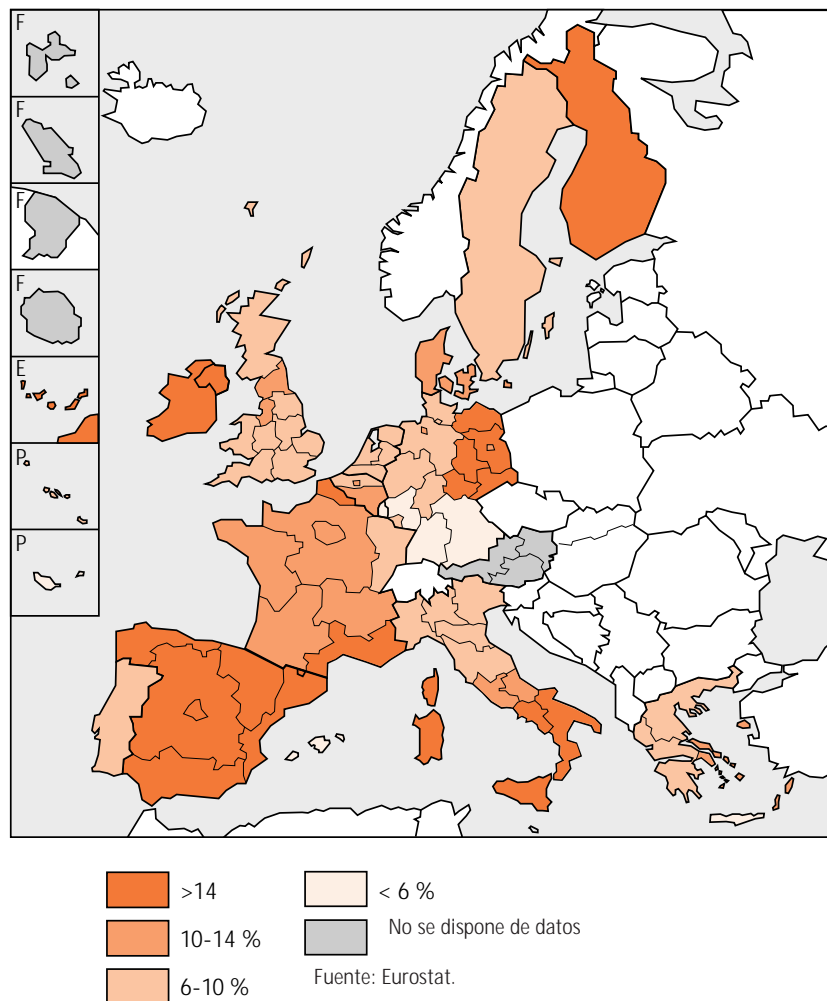 F
F
F
F
E
P
P
>14
10-14 %
6-10 %
< 6 %
No se dispone de datos
Fuente: Eurostat.